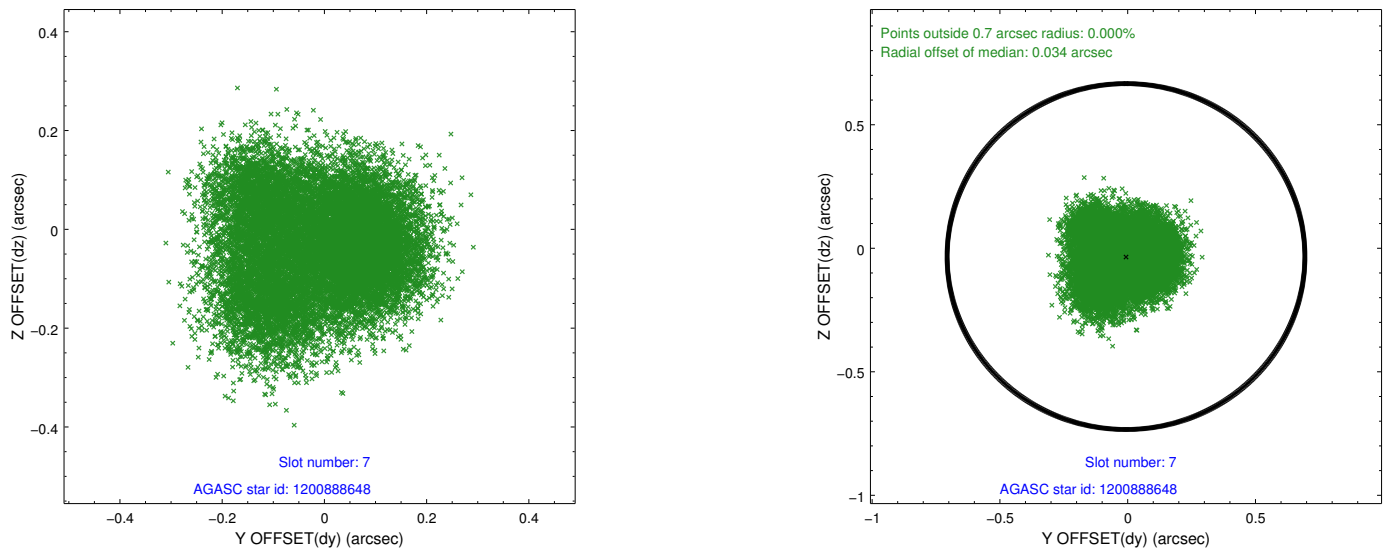 0.4
0.2
0
−0.2
−0.4
Z OFFSET(dz) (arcsec)
Slot number: 7
AGASC star id: 1200888648
−0.4 −0.2 0 0.2 0.4
Y OFFSET(dy) (arcsec)
Points outside 0.7 arcsec radius: 0.000%
Radial offset of median: 0.034 arcsec
0.5
0
−0.5
−1
Z OFFSET(dz) (arcsec)
Slot number: 7
AGASC star id: 1200888648
−1 −0.5 0 0.5
Y OFFSET(dy) (arcsec)